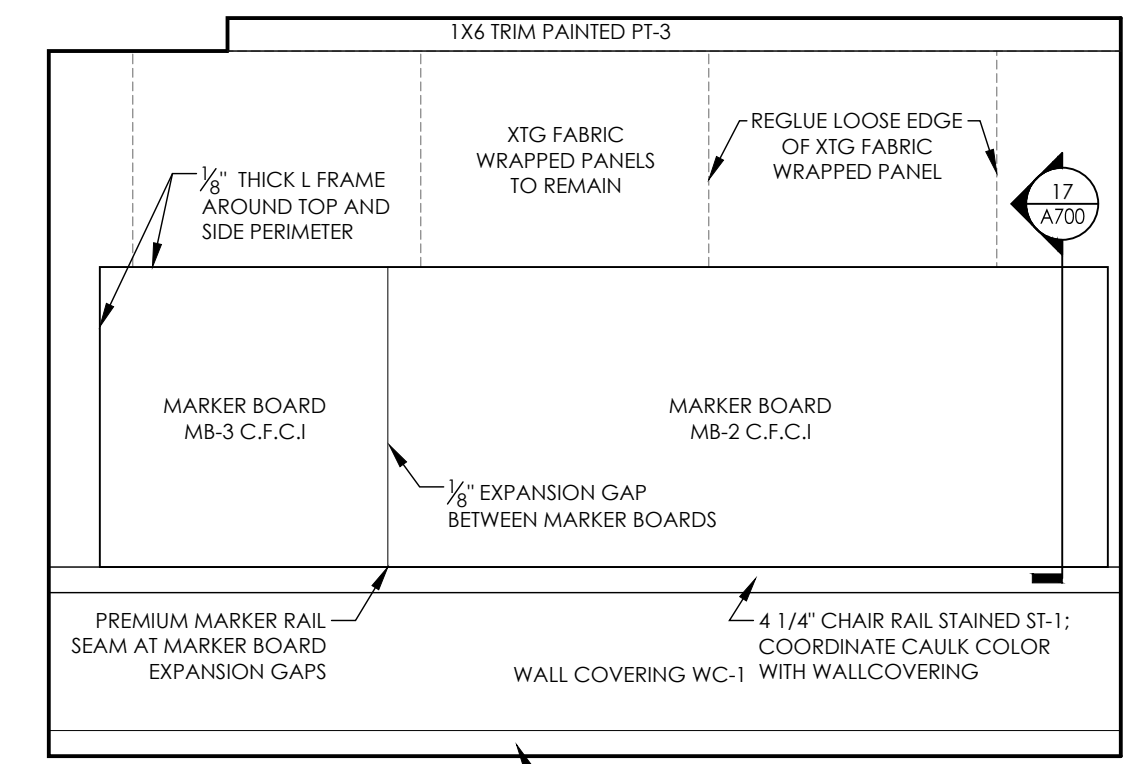 1X6 TRIM PAINTED PT-3
XTG FABRIC
WRAPPED PANELS
TO REMAIN
REGLUE LOOSE EDGE
OF XTG FABRIC
WRAPPED PANEL
1/8" THICK L FRAME
AROUND TOP AND
SIDE PERIMETER
17
A700
MARKER BOARD
MB-3 C.F.C.I
MARKER BOARD
MB-2 C.F.C.I
1/8" EXPANSION GAP
BETWEEN MARKER BOARDS
PREMIUM MARKER RAIL
SEAM AT MARKER BOARD
EXPANSION GAPS
4 1/4" CHAIR RAIL STAINED ST-1;
COORDINATE CAULK COLOR
WITH WALLCOVERING
WALL COVERING WC-1